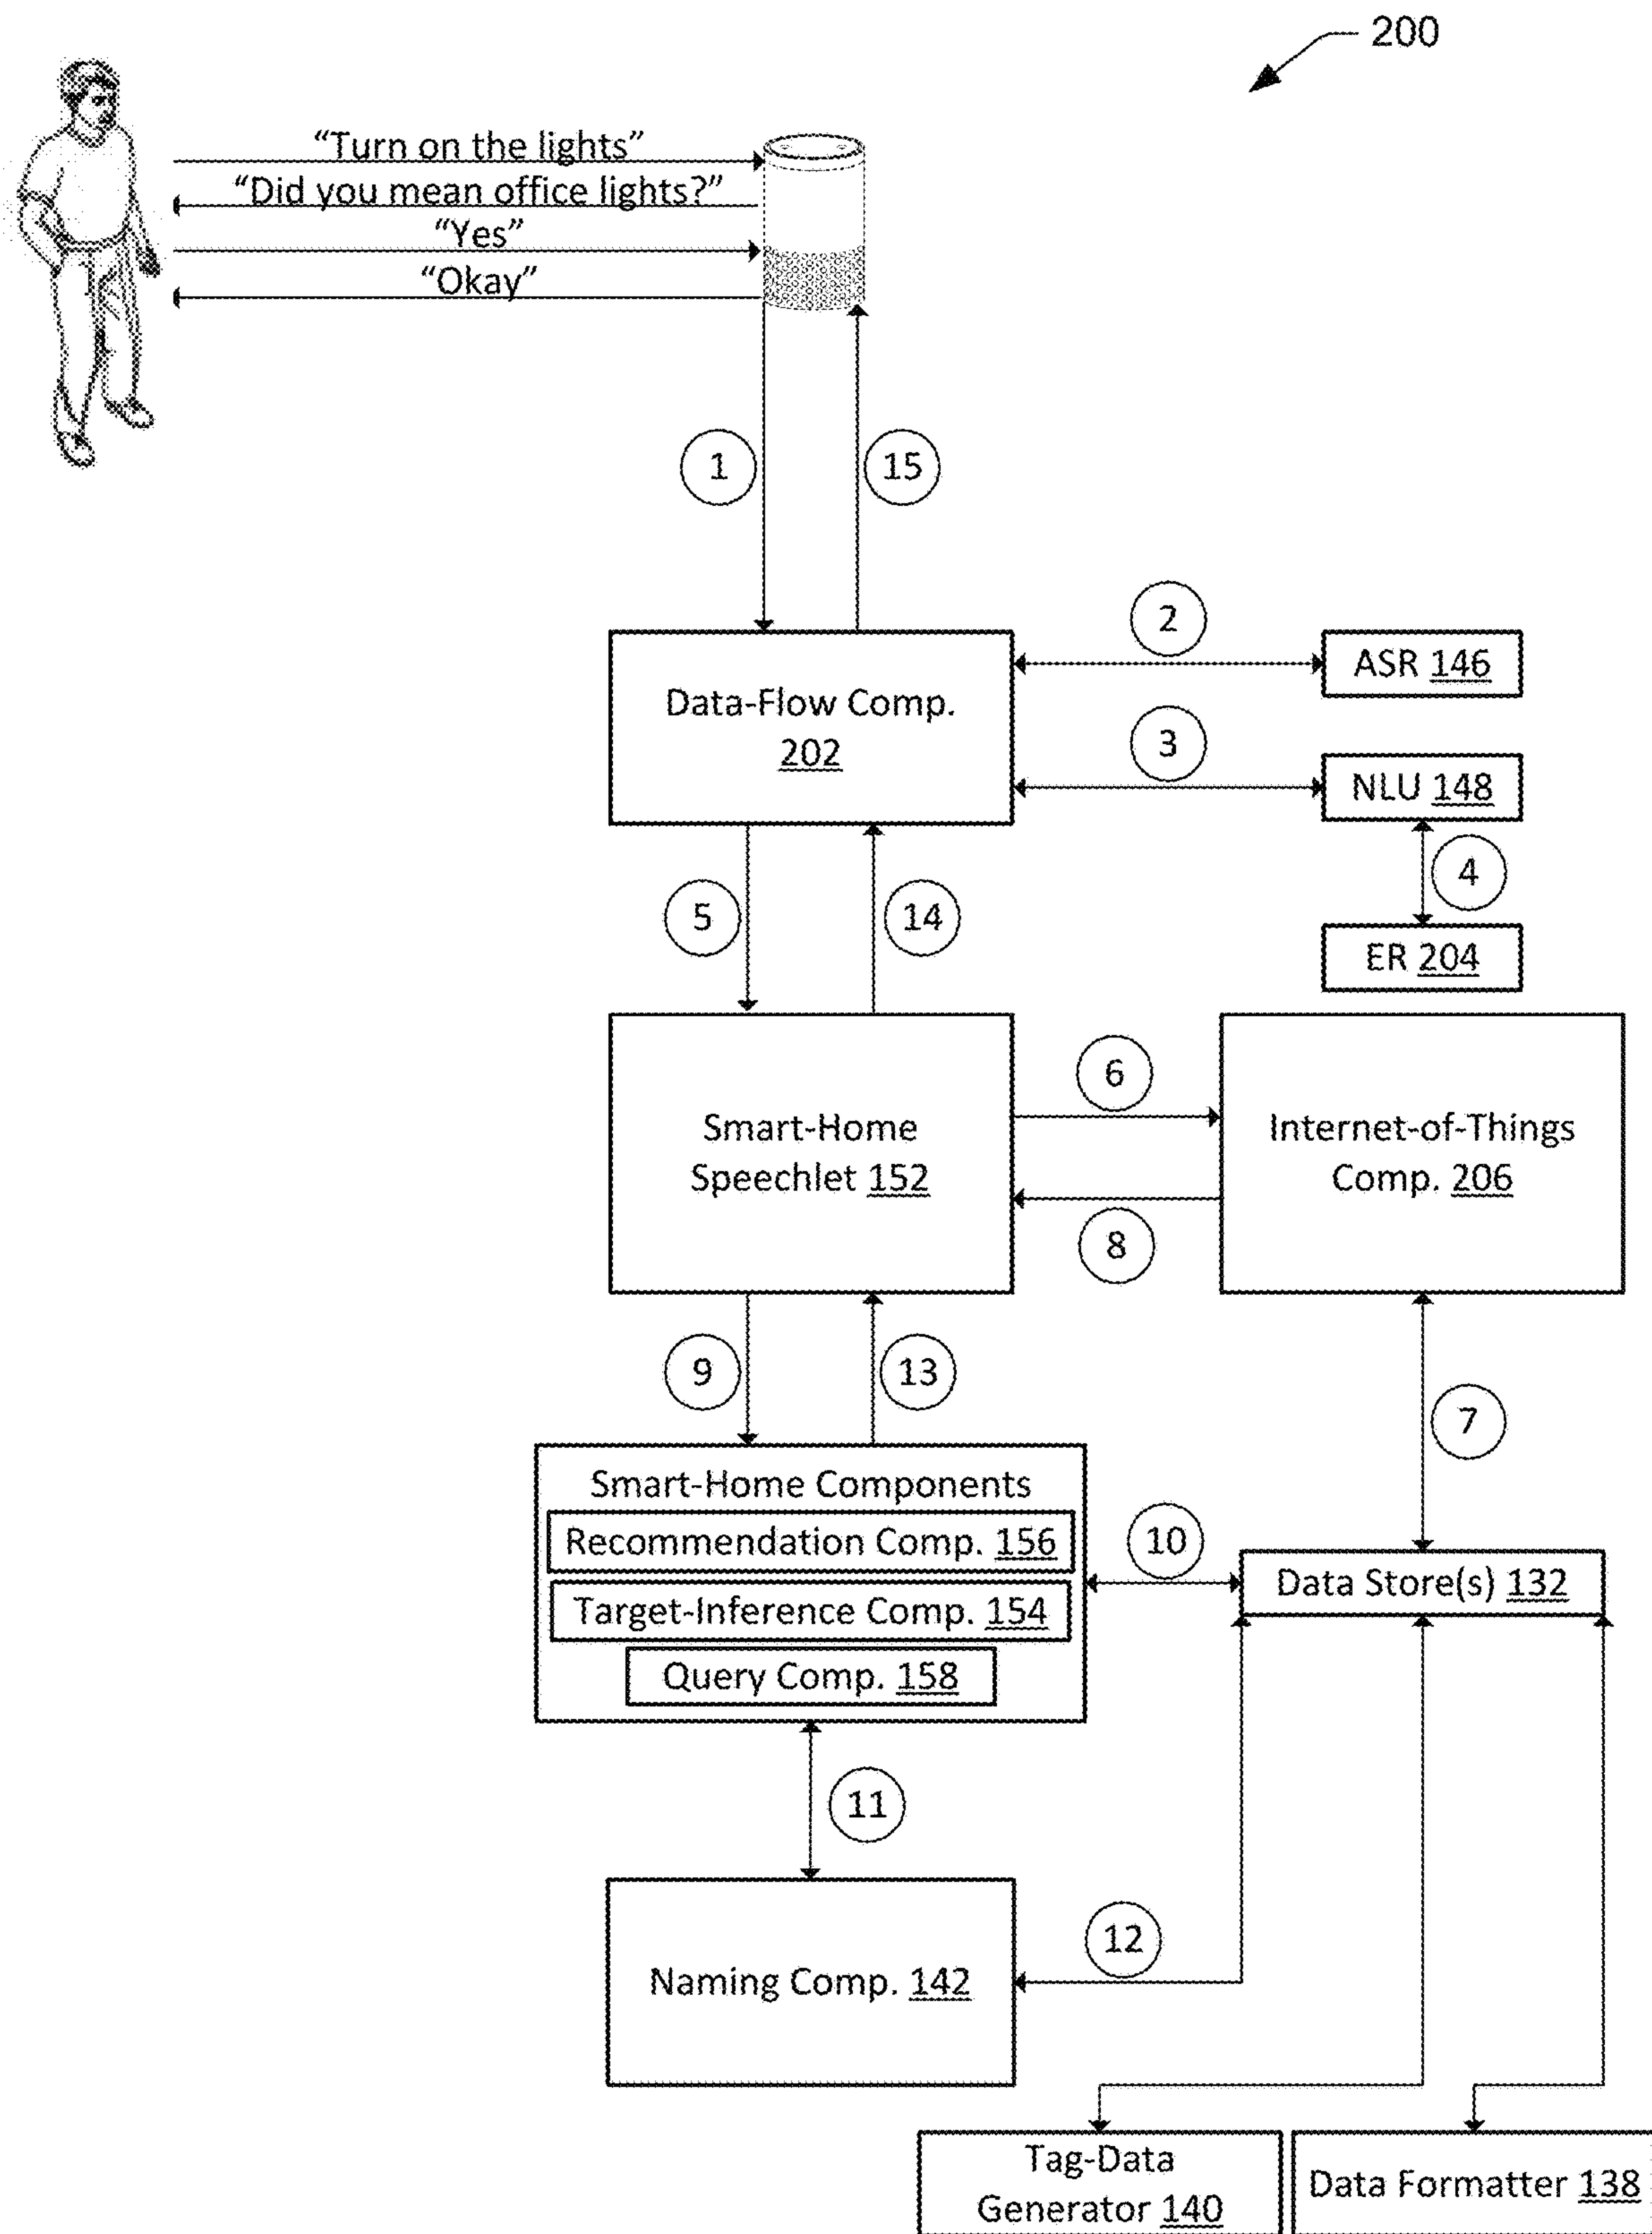 200
“Turn on the lights”
“Did you mean office lights?”
“Yes”
“Okay”
1
15
2
ASR 146
Data-Flow Comp.
202
3
NLU 148
4
5
14
ER 204
6
Smart-Home
Speechlet 152
Internet-of-Things
Comp. 206
8
9
13
7
Smart-Home Components
Recommendation Comp. 156
Target-Inference Comp. 154
Query Comp. 158
10
Data Store(s) 132
11
12
Naming Comp. 142
Tag-Data
Generator 140
Data Formatter 138